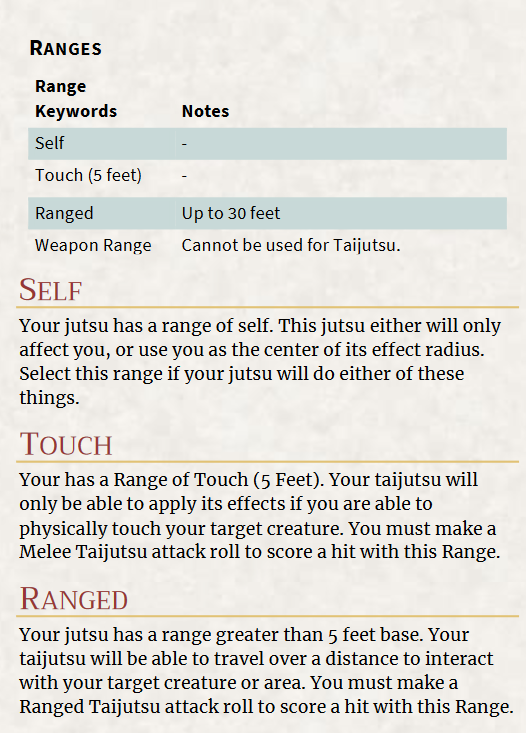 RANGES
Range
Keywords Notes
Self -
Touch (5 feet) -
Ranged Up to 30 feet
Weapon Range Cannot be used for Taijutsu.
SELF
Your jutsu has a range of self. This jutsu either will only
affect you, or use you as the center of its effect radius.
Select this range if your jutsu will do either of these
things.
TOUCH
Your has a Range of Touch (5 Feet). Your taijutsu will
only be able to apply its effects if you are able to
physically touch your target creature. You must make a
Melee Taijutsu attack roll to score a hit with this Range.
RANGED
Your jutsu has a range greater than 5 feet base. Your
taijutsu will be able to travel over a distance to interact
with your target creature or area. You must make a
Ranged Taijutsu attack roll to score a hit with this Range.